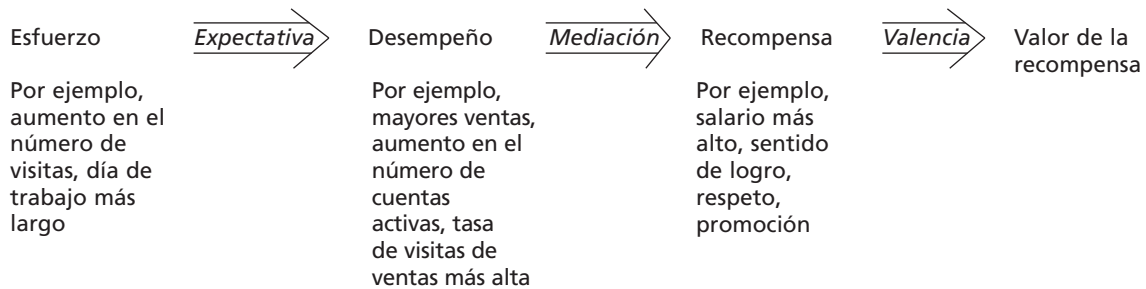 Esfuerzo
Expectativa
Desempeño
Mediación
Recompensa
Valencia
Valor de la
recompensa
Por ejemplo,
aumento en el
número de
visitas, día de
trabajo más
largo
Por ejemplo,
mayores ventas,
aumento en el
número de
cuentas
activas, tasa
de visitas de
ventas más alta
Por ejemplo,
salario más
alto, sentido
de logro,
respeto,
promoción